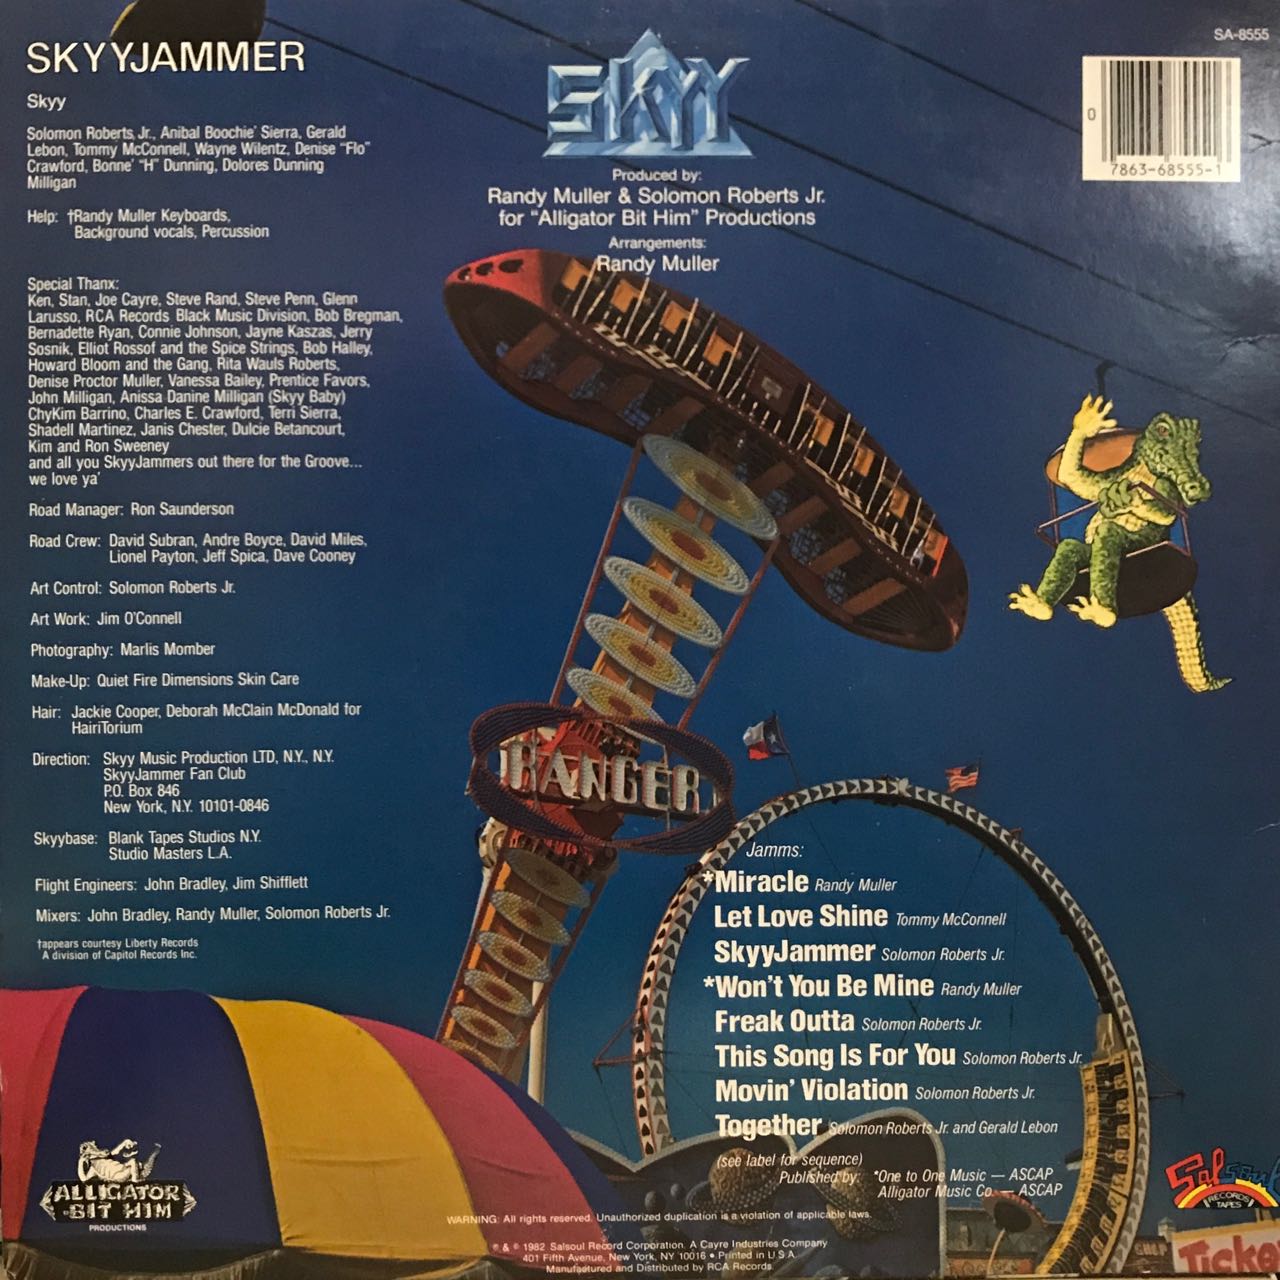 SKYYJAMMER
Skyy
Solomon Roberts, Jr., Anibal Boochie' Sierra, Gerald
Lebon, Tommy McConnell, Wayne Wilentz, Denise "Flo"
Crawford, Bonne' "H" Dunning, Dolores Dunning
Milligan
Help: †Randy Muller Keyboards,
Background vocals, Percussion
Special Thanx:
Ken, Stan, Joe Cayre, Steve Rand, Steve Penn, Glenn
Larusso, RCA Records Black Music Division, Bob Bregman,
Bernadette Ryan, Connie Johnson, Jayne Kaszas, Jerry
Sosnik, Elliot Rossof and the Spice Strings, Bob Halley,
Howard Bloom and the Gang, Rita Wauls Roberts,
Denise Proctor Muller, Vanessa Bailey, Prentice Favors,
John Milligan, Anissa Danine Milligan (Skyy Baby)
ChyKim Barrino, Charles E. Crawford, Terri Sierra,
Shadell Martinez, Janis Chester, Dulcie Betancourt,
Kim and Ron Sweeney
and all you SkyyJammers out there for the Groove...
we love ya'
Road Manager: Ron Saunderson
Road Crew: David Subran, Andre Boyce, David Miles,
Lionel Payton, Jeff Spica, Dave Cooney
Art Control: Solomon Roberts Jr.
Art Work: Jim O'Connell
Photography: Marlis Momber
Make-Up: Quiet Fire Dimensions Skin Care
Hair: Jackie Cooper, Deborah McClain McDonald for
HairiTorium
Direction: Skyy Music Production LTD, N.Y., N.Y.
SkyyJammer Fan Club
P.O. Box 846
New York, N.Y. 10101-0846
Skyybase: Blank Tapes Studios N.Y.
Studio Masters L.A.
Flight Engineers: John Bradley, Jim Shifflett
Mixers: John Bradley, Randy Muller, Solomon Roberts Jr.
†appears courtesy Liberty Records
A division of Capitol Records Inc.
ALLIGATOR
BIT HIM
PRODUCTIONS
SKYY
Produced by:
Randy Muller & Solomon Roberts Jr.
for "Alligator Bit Him" Productions
Arrangements:
Randy Muller
SA-8555
0
7863-68555-1
RANGER
Jamms:
*Miracle Randy Muller
Let Love Shine Tommy McConnell
SkyyJammer Solomon Roberts Jr.
*Won't You Be Mine Randy Muller
Freak Outta Solomon Roberts Jr.
This Song Is For You Solomon Roberts Jr.
Movin' Violation Solomon Roberts Jr.
Together Solomon Roberts Jr. and Gerald Lebon
(see label for sequence)
Published by: *One to One Music — ASCAP
Alligator Music Co. — ASCAP
WARNING: All rights reserved. Unauthorized duplication is a violation of applicable laws.
℗ & © 1982 Salsoul Record Corporation. A Cayre Industries Company
401 Fifth Avenue, New York, NY 10016 • Printed in U.S.A.
Manufactured and Distributed by RCA Records.
Salsoul
RECORDS
TAPES
Ticke